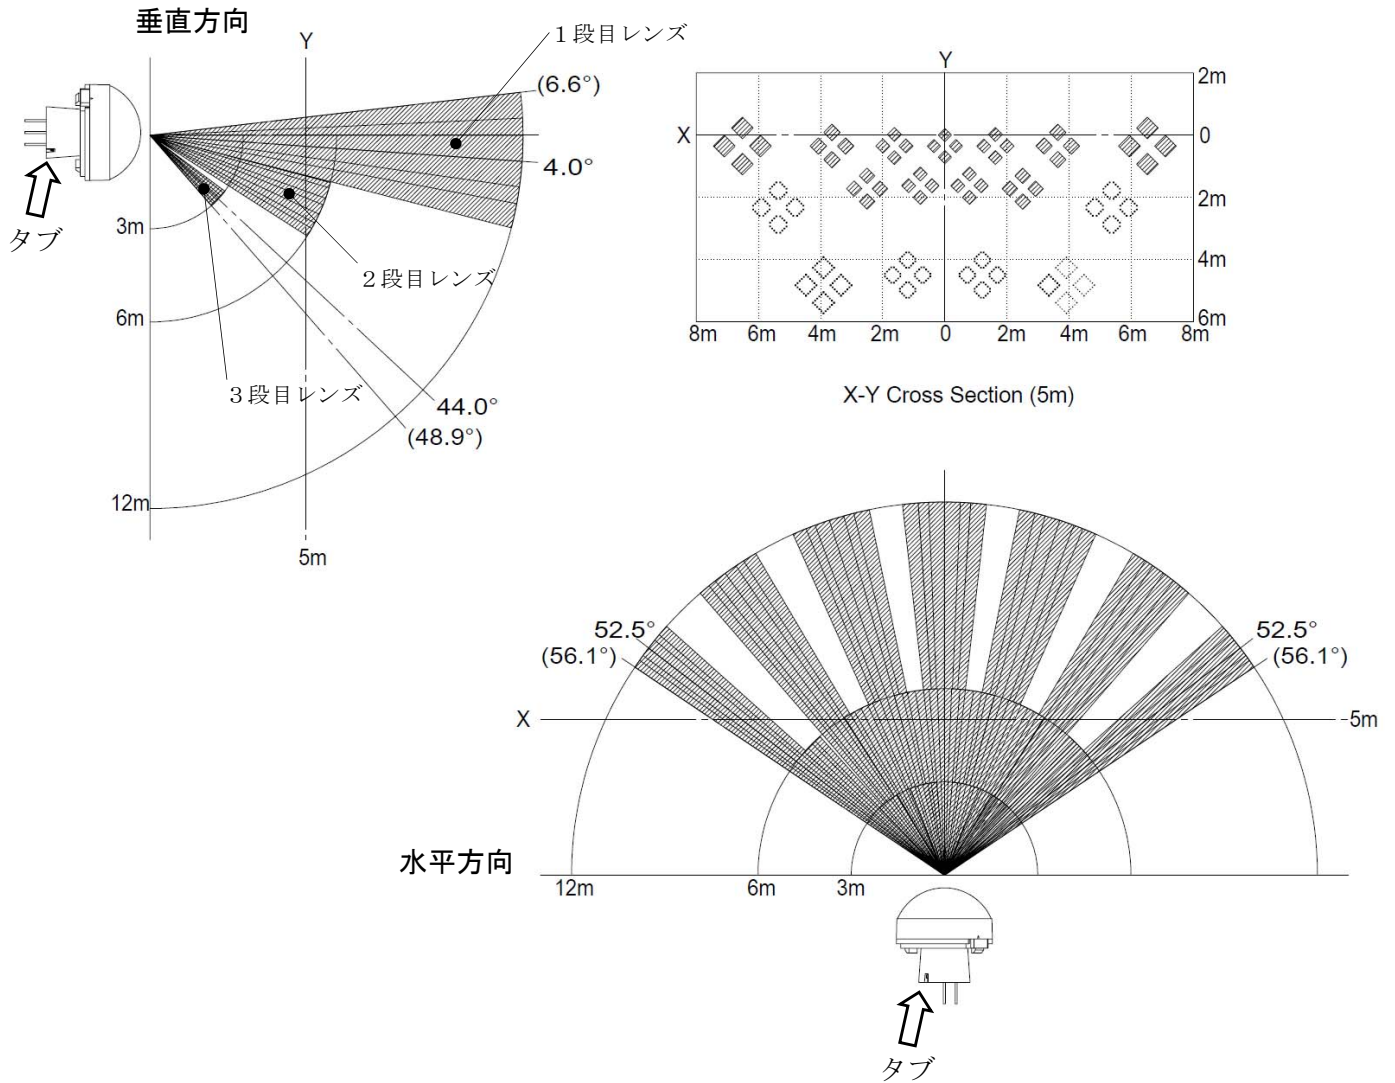 垂直方向
Y
1段目レンズ
(6.6°)
4.0°
タブ
3m
2段目レンズ
6m
3段目レンズ
44.0°
(48.9°)
12m
5m
Y
2m
X
0
2m
4m
6m
8m 6m 4m 2m 0 2m 4m 6m 8m
X-Y Cross Section (5m)
52.5°
(56.1°)
52.5°
(56.1°)
X
5m
水平方向
12m 6m 3m
タブ